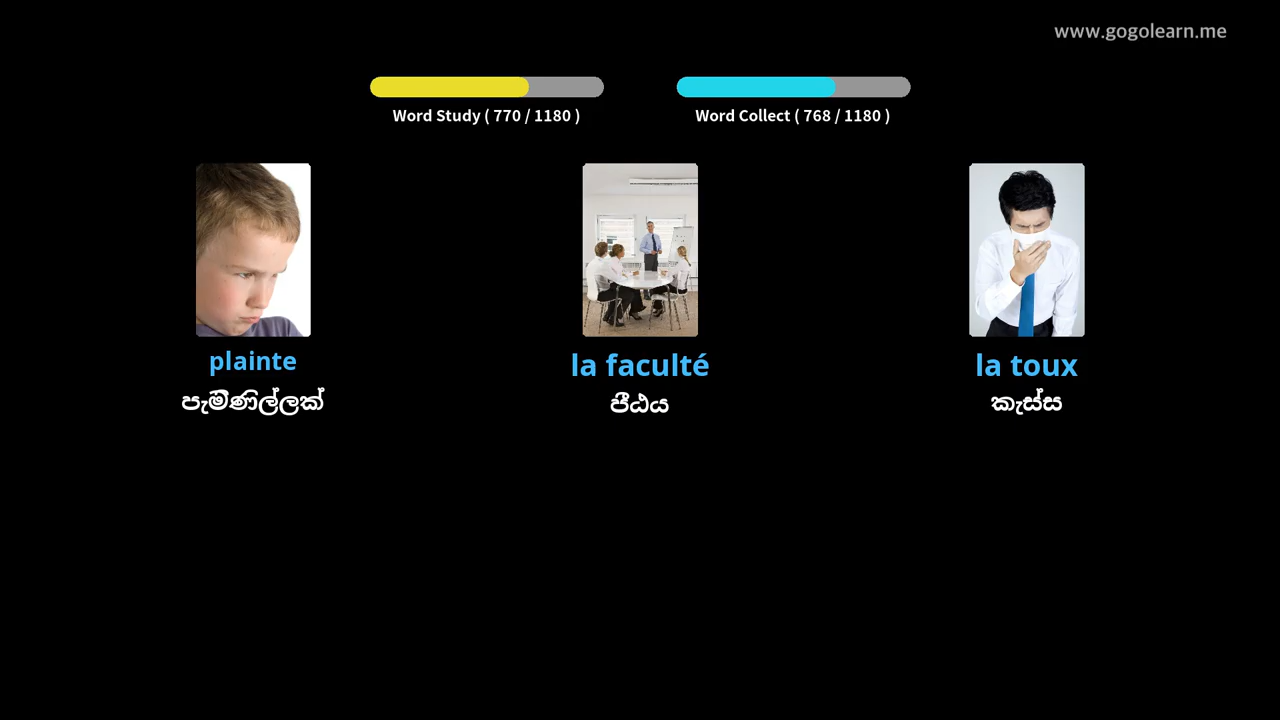 www.gogolearn.me
Word Study ( 770 / 1180 )
Word Collect ( 768 / 1180 )
plainte
la faculté
la toux
පැමිණිල්ලක්
පීඨය
කැස්ස